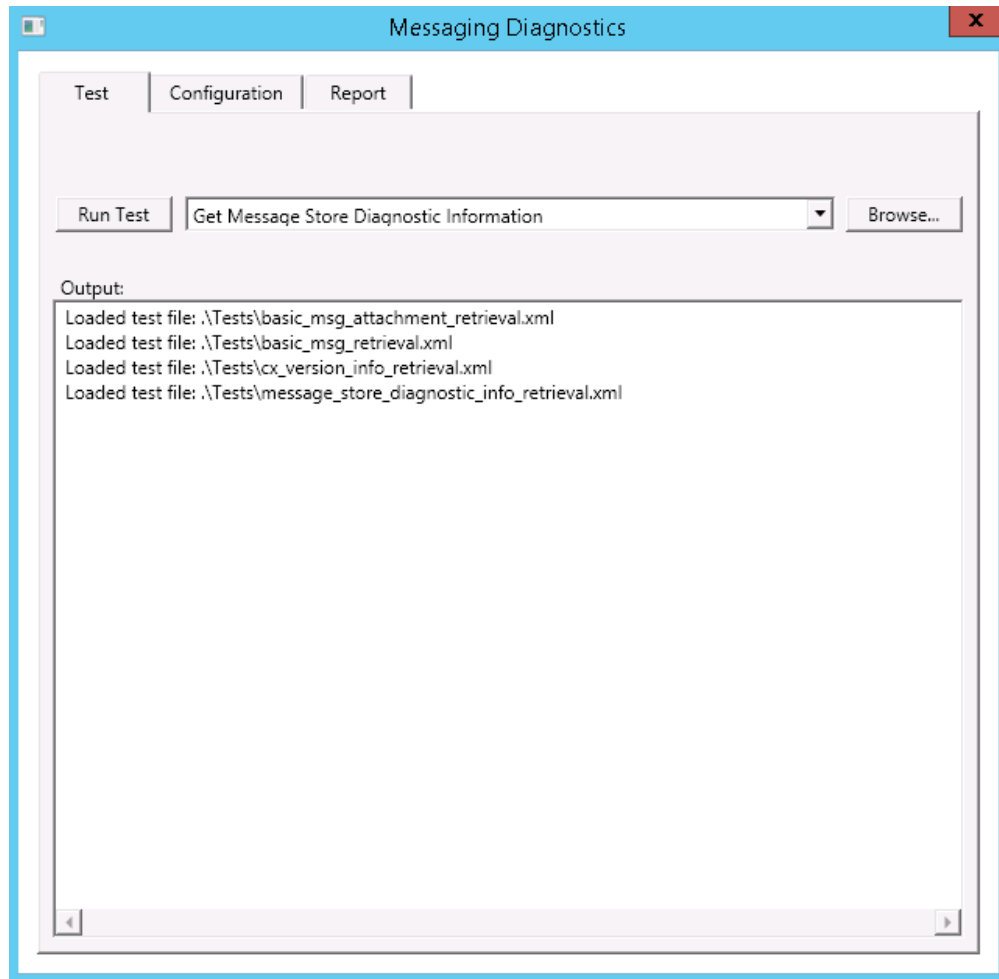 Messaging Diagnostics
x
Test Configuration Report
Run Test Get Message Store Diagnostic Information Browse...
Output:
Loaded test file: .\Tests\basic_msg_attachment_retrieval.xml
Loaded test file: .\Tests\basic_msg_retrieval.xml
Loaded test file: .\Tests\cx_version_info_retrieval.xml
Loaded test file: .\Tests\message_store_diagnostic_info_retrieval.xml